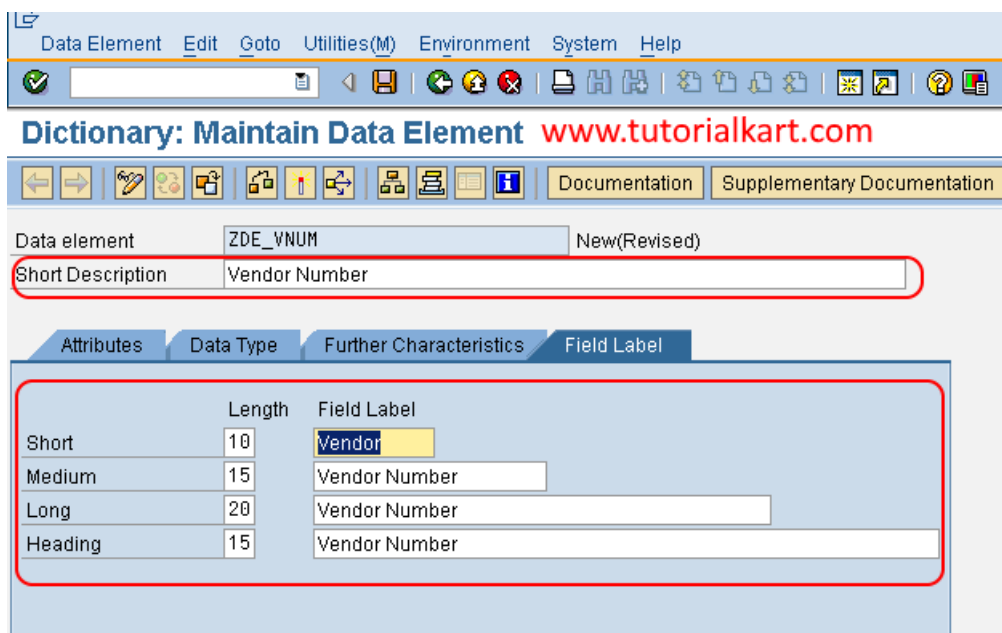 Data Element Edit Goto Utilities(M) Environment System Help
Dictionary: Maintain Data Element www.tutorialkart.com
Documentation Supplementary Documentation
Data element ZDE_VNUM New(Revised)
Short Description Vendor Number
Attributes Data Type Further Characteristics Field Label
Length Field Label
Short 10 Vendor
Medium 15 Vendor Number
Long 20 Vendor Number
Heading 15 Vendor Number